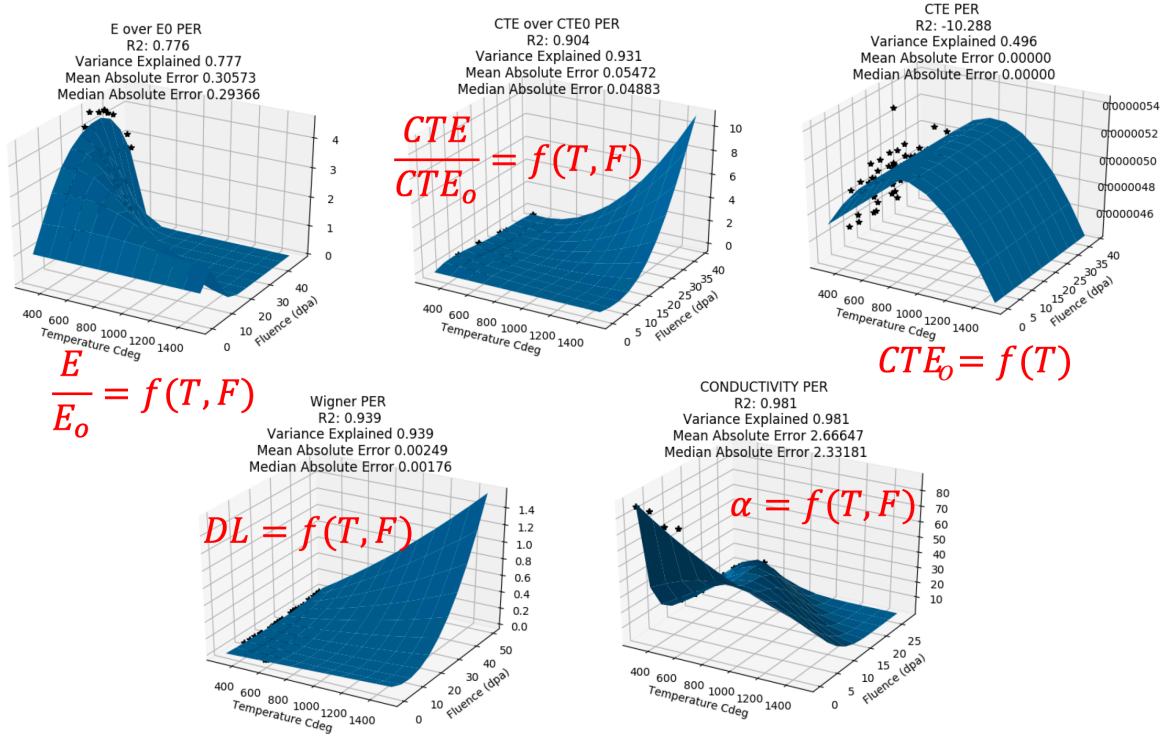 E over E0 PER
R2: 0.776
Variance Explained 0.777
Mean Absolute Error 0.30573
Median Absolute Error 0.29366
4
3
2
1
0
400 600 800 1000 1200 1400
Temperature Cdeg
0 10 20 30 40
Fluence (dpa)
E/E₀ = f(T, F)
CTE over CTE0 PER
R2: 0.904
Variance Explained 0.931
Mean Absolute Error 0.05472
Median Absolute Error 0.04883
CTE/CTE₀ = f(T, F)
10
8
6
4
2
0
400 600 800 1000 1200 1400
Temperature Cdeg
0 5 10 15 20 25 30 35 40
Fluence (dpa)
CTE PER
R2: -10.288
Variance Explained 0.496
Mean Absolute Error 0.00000
Median Absolute Error 0.00000
0.0000054
0.0000052
0.0000050
0.0000048
0.0000046
400 600 800 1000 1200 1400
Temperature Cdeg
0 5 10 15 20 25 30 35 40
Fluence (dpa)
CTE₀ = f(T)
Wigner PER
R2: 0.939
Variance Explained 0.939
Mean Absolute Error 0.00249
Median Absolute Error 0.00176
DL = f(T, F)
1.4
1.2
1.0
0.8
0.6
0.4
0.2
0.0
400 600 800 1000 1200 1400
Temperature Cdeg
0 10 20 30 40 50
Fluence (dpa)
CONDUCTIVITY PER
R2: 0.981
Variance Explained 0.981
Mean Absolute Error 2.66647
Median Absolute Error 2.33181
α = f(T, F)
80
70
60
50
40
30
20
10
400 600 800 1000 1200 1400
Temperature Cdeg
0 5 10 15 20 25
Fluence (dpa)